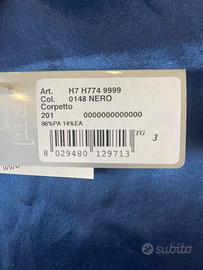 Art. H7 H774 9999
Col. 0148 NERO
Corpetto
201 0000000000000
86%PA 14%EA
TG 3
8 029480 129713
subito